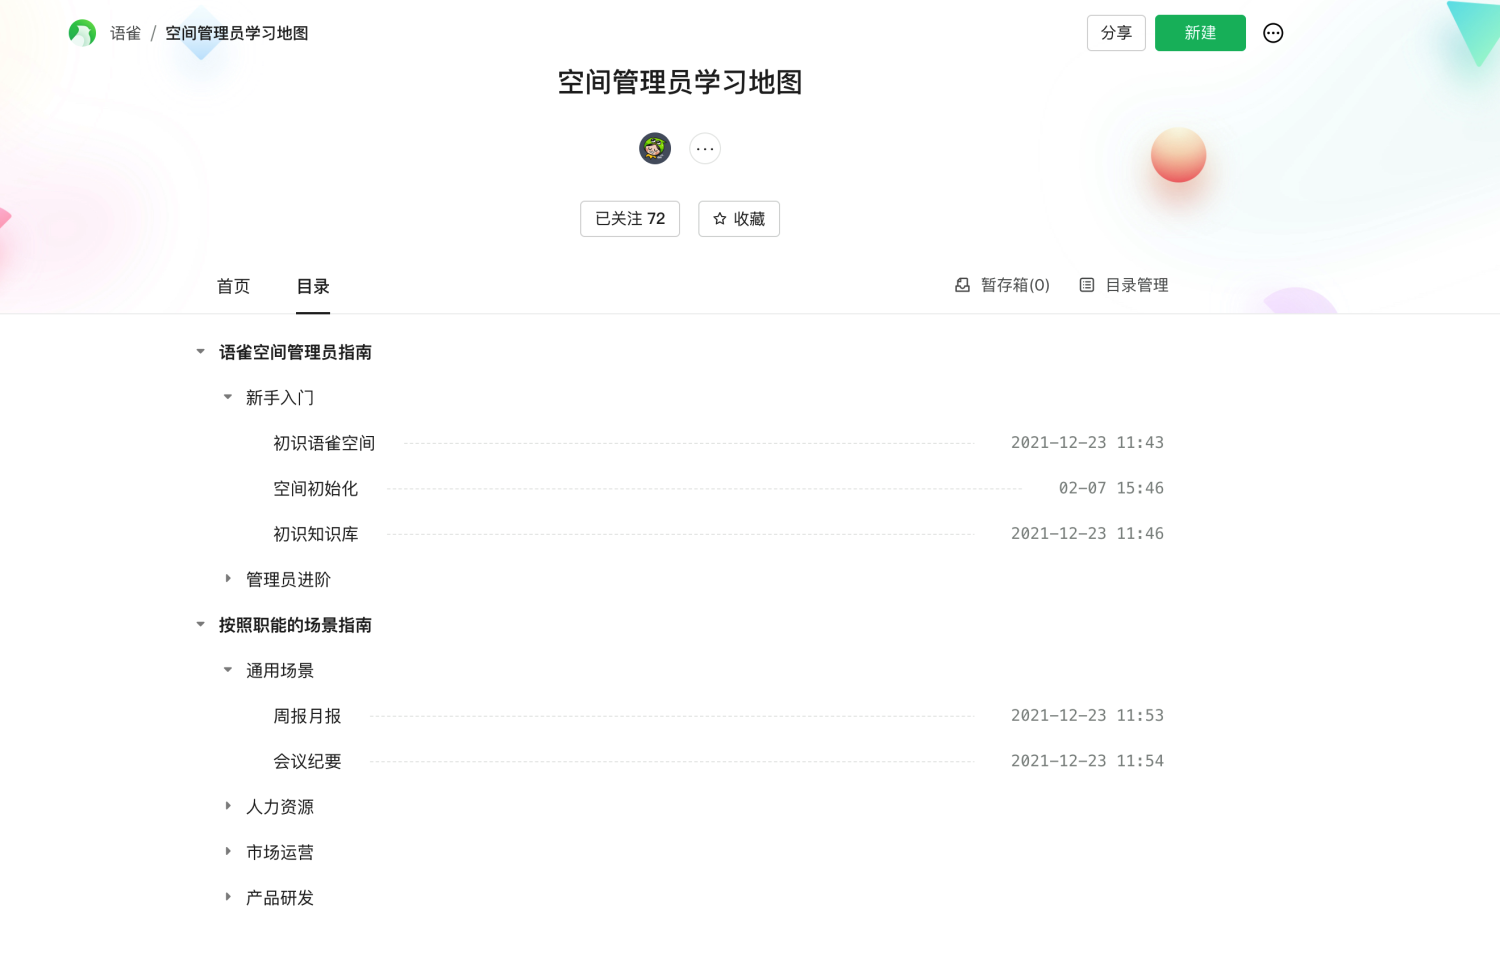 语雀 / 空间管理员学习地图
分享
新建
空间管理员学习地图
已关注 72
收藏
首页
目录
暂存箱(0)
目录管理
语雀空间管理员指南
新手入门
初识语雀空间 2021-12-23 11:43
空间初始化 02-07 15:46
初识知识库 2021-12-23 11:46
管理员进阶
按照职能的场景指南
通用场景
周报月报 2021-12-23 11:53
会议纪要 2021-12-23 11:54
人力资源
市场运营
产品研发